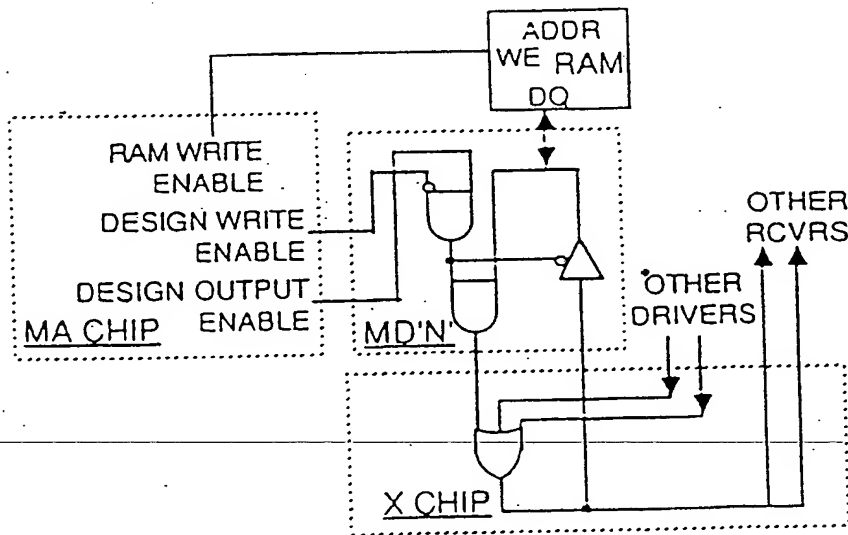 ADDR
WE RAM
DQ
RAM WRITE
ENABLE
DESIGN WRITE
ENABLE
DESIGN OUTPUT
ENABLE
MA CHIP
MD'N'
OTHER
RCVRS
OTHER
DRIVERS
X CHIP